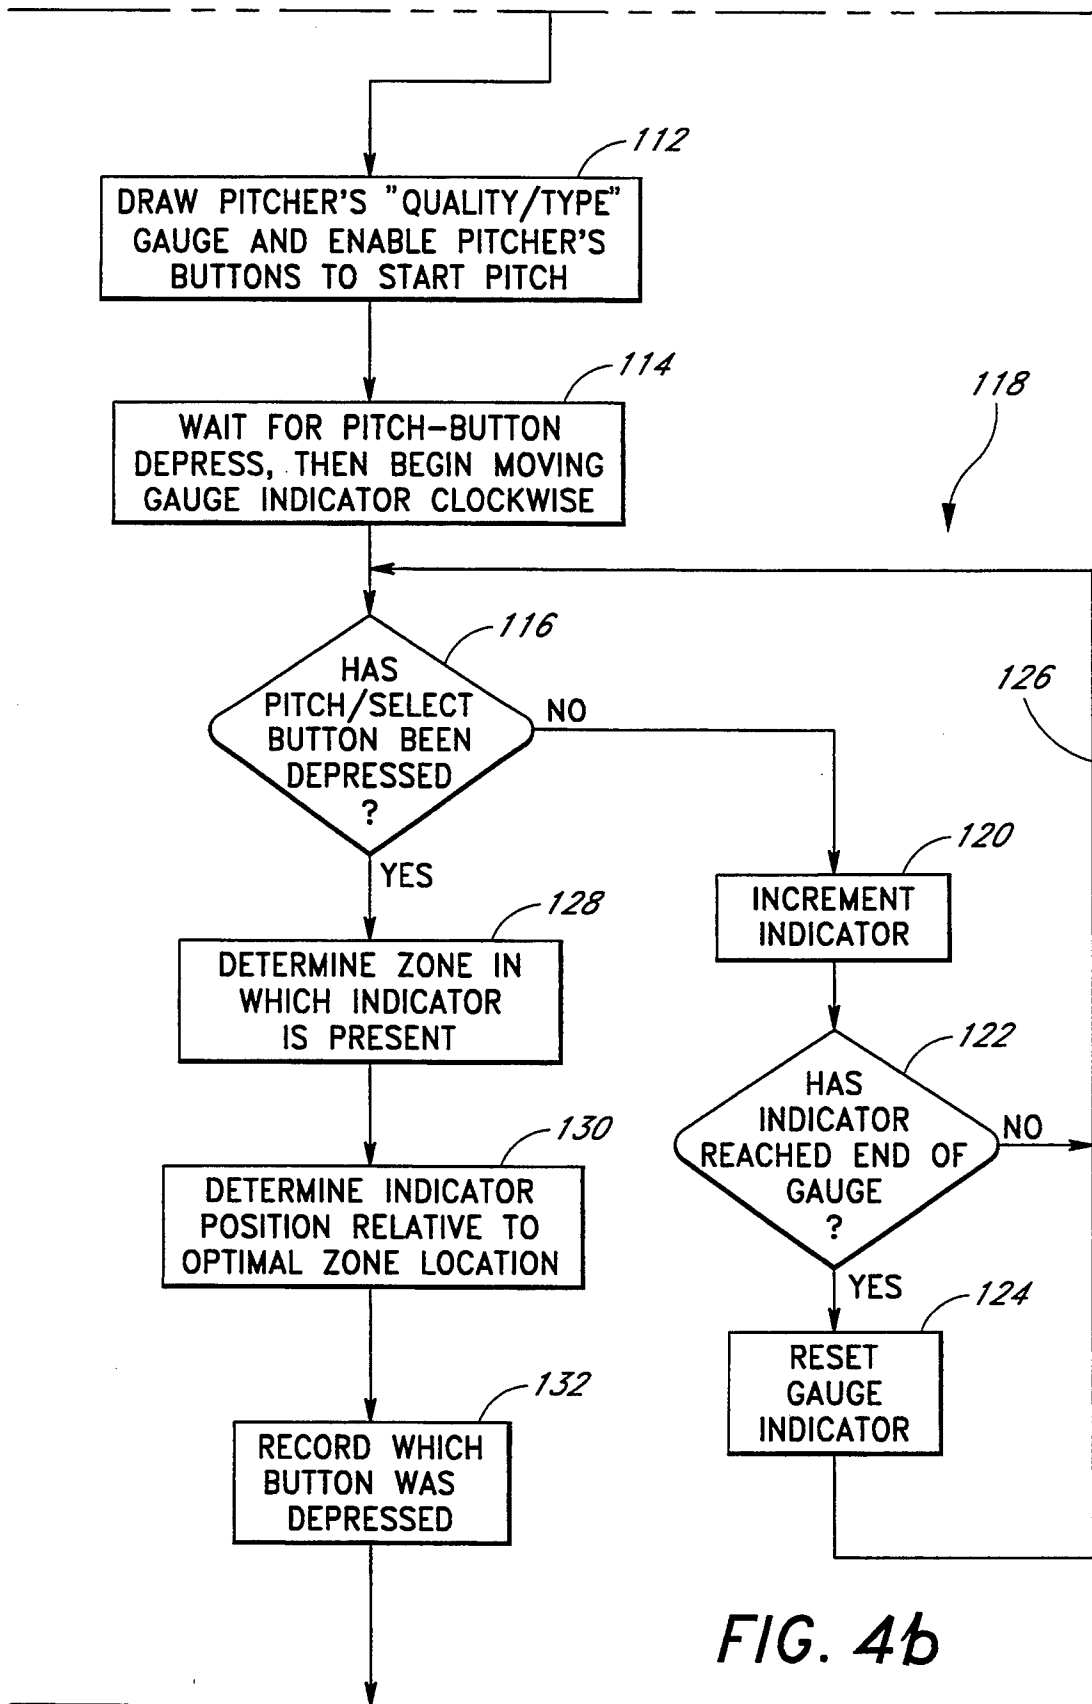 112
DRAW PITCHER'S "QUALITY/TYPE"
GAUGE AND ENABLE PITCHER'S
BUTTONS TO START PITCH
114
WAIT FOR PITCH-BUTTON
DEPRESS, THEN BEGIN MOVING
GAUGE INDICATOR CLOCKWISE
118
116
HAS
PITCH/SELECT
BUTTON BEEN
DEPRESSED
?
NO
YES
126
120
INCREMENT
INDICATOR
128
DETERMINE ZONE IN
WHICH INDICATOR
IS PRESENT
122
HAS
INDICATOR
REACHED END OF
GAUGE
?
NO
YES
130
DETERMINE INDICATOR
POSITION RELATIVE TO
OPTIMAL ZONE LOCATION
124
RESET
GAUGE
INDICATOR
132
RECORD WHICH
BUTTON WAS
DEPRESSED
FIG. 4b